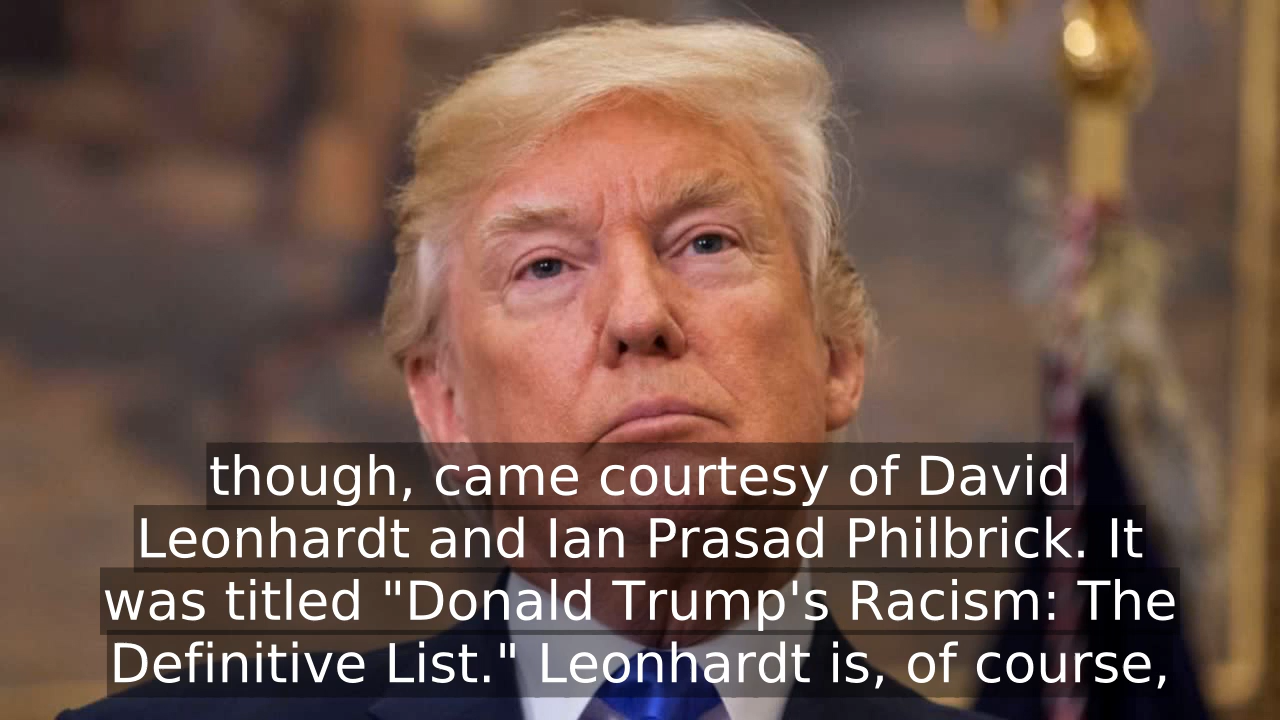 though, came courtesy of David
Leonhardt and Ian Prasad Philbrick. It
was titled "Donald Trump's Racism: The
Definitive List." Leonhardt is, of course,